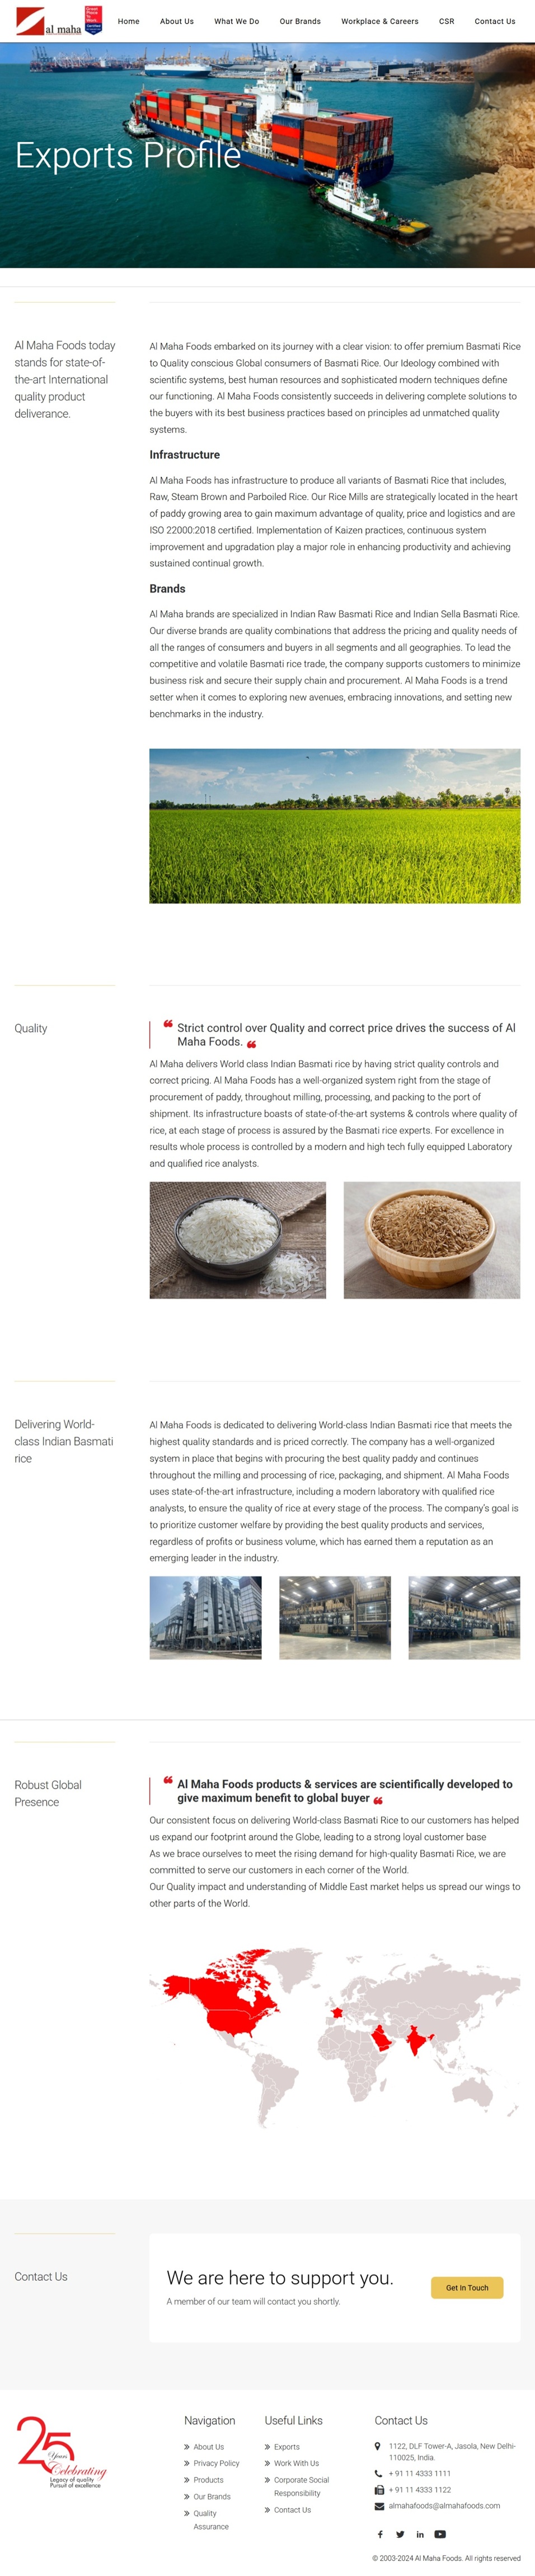 al maha
Great
Place
To
Work
Certified
Home
About Us
What We Do
Our Brands
Workplace & Careers
CSR
Contact Us
Exports Profile
Al Maha Foods today
stands for state-of-
the-art International
quality product
deliverance.
Al Maha Foods embarked on its journey with a clear vision: to offer premium Basmati Rice
to Quality conscious Global consumers of Basmati Rice. Our Ideology combined with
scientific systems, best human resources and sophisticated modern techniques define
our functioning. Al Maha Foods consistently succeeds in delivering complete solutions to
the buyers with its best business practices based on principles ad unmatched quality
systems.
Infrastructure
Al Maha Foods has infrastructure to produce all variants of Basmati Rice that includes,
Raw, Steam Brown and Parboiled Rice. Our Rice Mills are strategically located in the heart
of paddy growing area to gain maximum advantage of quality, price and logistics and are
ISO 22000:2018 certified. Implementation of Kaizen practices, continuous system
improvement and upgradation play a major role in enhancing productivity and achieving
sustained continual growth.
Brands
Al Maha brands are specialized in Indian Raw Basmati Rice and Indian Sella Basmati Rice.
Our diverse brands are quality combinations that address the pricing and quality needs of
all the ranges of consumers and buyers in all segments and all geographies. To lead the
competitive and volatile Basmati rice trade, the company supports customers to minimize
business risk and secure their supply chain and procurement. Al Maha Foods is a trend
setter when it comes to exploring new avenues, embracing innovations, and setting new
benchmarks in the industry.
Quality
Strict control over Quality and correct price drives the success of Al
Maha Foods.
Al Maha delivers World class Indian Basmati rice by having strict quality controls and
correct pricing. Al Maha Foods has a well-organized system right from the stage of
procurement of paddy, throughout milling, processing, and packing to the port of
shipment. Its infrastructure boasts of state-of-the-art systems & controls where quality of
rice, at each stage of process is assured by the Basmati rice experts. For excellence in
results whole process is controlled by a modern and high tech fully equipped Laboratory
and qualified rice analysts.
Delivering World-
class Indian Basmati
rice
Al Maha Foods is dedicated to delivering World-class Indian Basmati rice that meets the
highest quality standards and is priced correctly. The company has a well-organized
system in place that begins with procuring the best quality paddy and continues
throughout the milling and processing of rice, packaging, and shipment. Al Maha Foods
uses state-of-the-art infrastructure, including a modern laboratory with qualified rice
analysts, to ensure the quality of rice at every stage of the process. The company's goal is
to prioritize customer welfare by providing the best quality products and services,
regardless of profits or business volume, which has earned them a reputation as an
emerging leader in the industry.
Robust Global
Presence
Al Maha Foods products & services are scientifically developed to
give maximum benefit to global buyer
Our consistent focus on delivering World-class Basmati Rice to our customers has helped
us expand our footprint around the Globe, leading to a strong loyal customer base
As we brace ourselves to meet the rising demand for high-quality Basmati Rice, we are
committed to serve our customers in each corner of the World.
Our Quality impact and understanding of Middle East market helps us spread our wings to
other parts of the World.
Contact Us
We are here to support you.
A member of our team will contact you shortly.
Get In Touch
25
Years
Celebrating
Legacy of quality
Pursuit of excellence
Navigation
About Us
Privacy Policy
Products
Our Brands
Quality
Assurance
Useful Links
Exports
Work With Us
Corporate Social
Responsibility
Contact Us
Contact Us
1122, DLF Tower-A, Jasola, New Delhi-
110025, India.
+ 91 11 4333 1111
+ 91 11 4333 1122
almahafoods@almahafoods.com
© 2003-2024 Al Maha Foods. All rights reserved